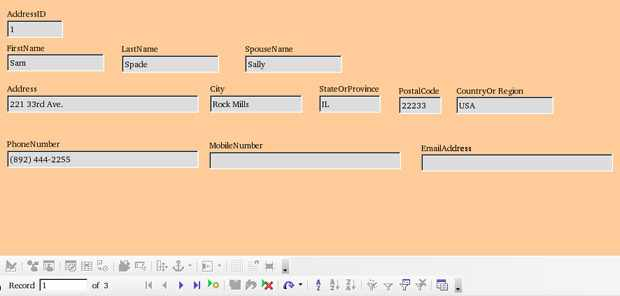 AddressID
1
FirstName LastName SpouseName
Sam Spade Sally
Address City StateOrProvince PostalCode CountryOr Region
221 33rd Ave. Rock Mills IL 22233 USA
PhoneNumber MobileNumber EmailAddress
(892) 444-2255
Record 1 of 3